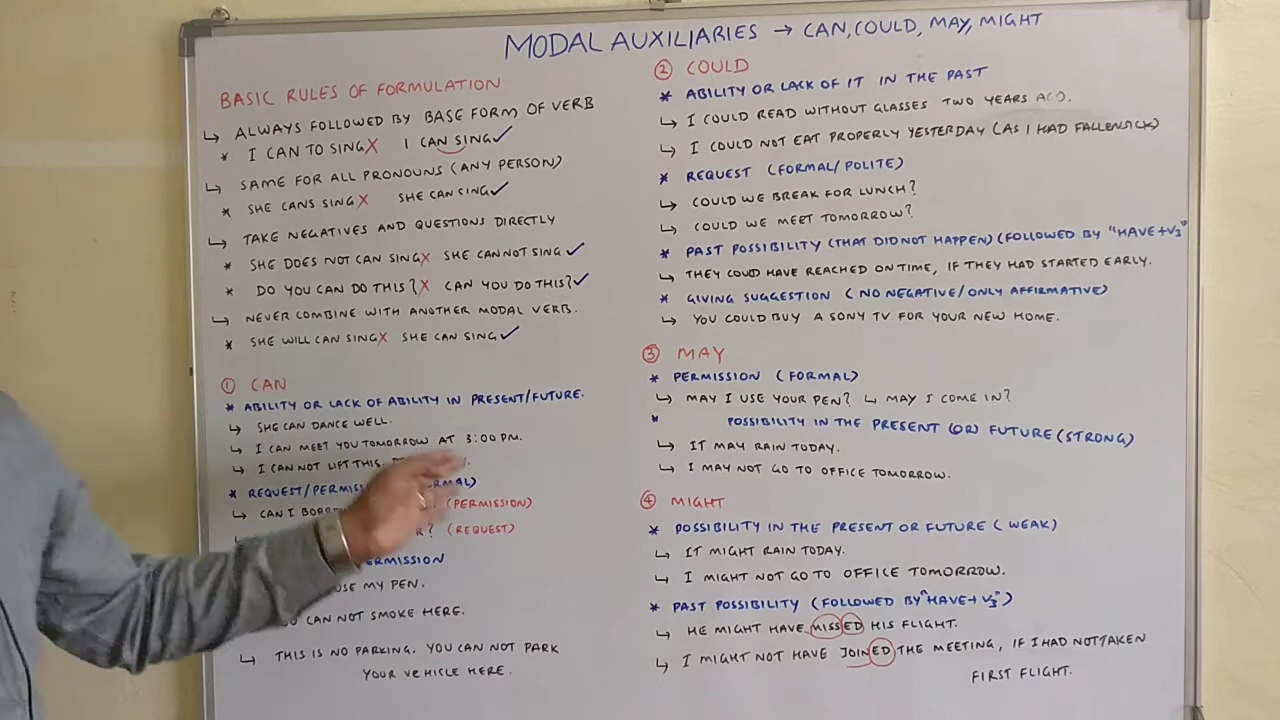 MODAL AUXILIARIES → CAN, COULD, MAY, MIGHT
BASIC RULES OF FORMULATION
↳ ALWAYS FOLLOWED BY BASE FORM OF VERB
* I CAN TO SING X I CAN SING ✓
↳ SAME FOR ALL PRONOUNS (ANY PERSON)
* SHE CANS SING X SHE CAN SING ✓
↳ TAKE NEGATIVES AND QUESTIONS DIRECTLY
* SHE DOES NOT CAN SING X SHE CANNOT SING ✓
* DO YOU CAN DO THIS? X CAN YOU DO THIS? ✓
↳ NEVER COMBINE WITH ANOTHER MODAL VERB.
* SHE WILL CAN SING X SHE CAN SING ✓
① CAN
* ABILITY OR LACK OF ABILITY IN PRESENT/FUTURE.
↳ SHE CAN DANCE WELL.
↳ I CAN MEET YOU TOMORROW AT 3:00 PM.
↳ I CAN NOT LIFT THIS.
* REQUEST/
↳ CAN I (PERMISSION)
? (REQUEST)
PERMISSION
USE MY PEN.
CAN NOT SMOKE HERE.
↳ THIS IS NO PARKING. YOU CAN NOT PARK
YOUR VEHICLE HERE.
② COULD
* ABILITY OR LACK OF IT IN THE PAST
↳ I COULD READ WITHOUT GLASSES TWO YEARS AGO.
↳ I COULD NOT EAT PROPERLY YESTERDAY (AS I HAD FALLEN SICK)
* REQUEST (FORMAL/POLITE)
↳ COULD WE BREAK FOR LUNCH?
↳ COULD WE MEET TOMORROW?
* PAST POSSIBILITY (THAT DID NOT HAPPEN) (FOLLOWED BY "HAVE+V3"
↳ THEY COULD HAVE REACHED ON TIME, IF THEY HAD STARTED EARLY.
* GIVING SUGGESTION (NO NEGATIVE/ONLY AFFIRMATIVE)
↳ YOU COULD BUY A SONY TV FOR YOUR NEW HOME.
③ MAY
* PERMISSION (FORMAL)
↳ MAY I USE YOUR PEN? ↳ MAY I COME IN?
* POSSIBILITY IN THE PRESENT (OR) FUTURE (STRONG)
↳ IT MAY RAIN TODAY.
↳ I MAY NOT GO TO OFFICE TOMORROW.
④ MIGHT
* POSSIBILITY IN THE PRESENT OR FUTURE (WEAK)
↳ IT MIGHT RAIN TODAY.
↳ I MIGHT NOT GO TO OFFICE TOMORROW.
* PAST POSSIBILITY (FOLLOWED BY "HAVE+V3")
↳ HE MIGHT HAVE MISSED HIS FLIGHT.
↳ I MIGHT NOT HAVE JOINED THE MEETING, IF I HAD NOT TAKEN
FIRST FLIGHT.